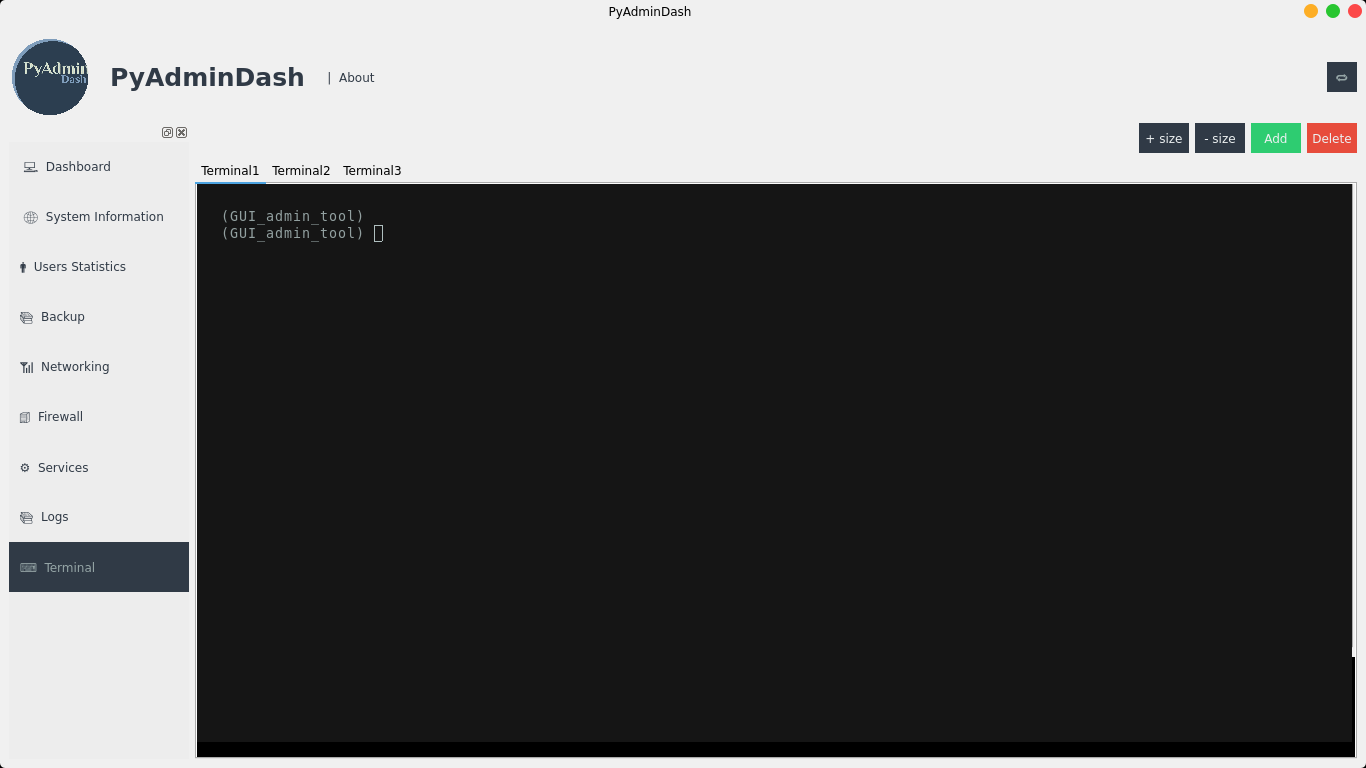 PyAdminDash
PyAdmin
Dash
PyAdminDash | About
+ size - size Add Delete
Dashboard
System Information
Users Statistics
Backup
Networking
Firewall
Services
Logs
Terminal
Terminal1 Terminal2 Terminal3
(GUI_admin_tool)
(GUI_admin_tool)